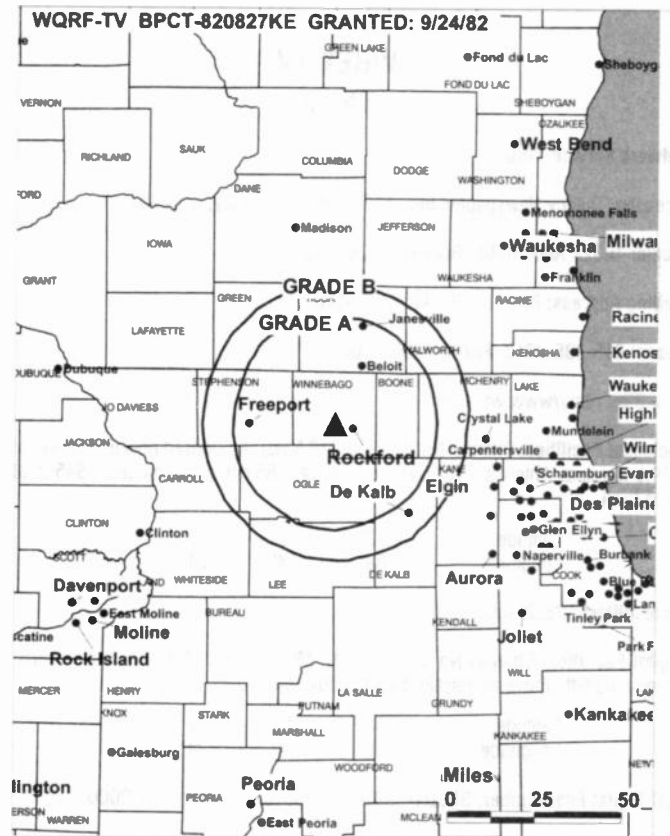 WQRF-TV BPCT-820827KE GRANTED: 9/24/82
GREEN LAKE
Fond du Lac
FOND DU LAC
Sheboyg
VERNON
SHEBOYGAN
OZAUKEE
West Bend
RICHLAND
SAUK
COLUMBIA
DODGE
WASHINGTON
DANE
Menomonee Falls
Madison
JEFFERSON
IOWA
Waukesha
Milwa
WAUKESHA
Franklin
GRANT
GRADE B
GREEN
RACINE
LAFAYETTE
GRADE A
Janesville
Racine
WALWORTH
KENOSHA
Kenos
Dubuque
Beloit
STEPHENSON
WINNEBAGO
BOONE
MCHENRY
LAKE
Wauke
JO DAVIESS
Freeport
Crystal Lake
Highl
Mundelein
JACKSON
Rockford
Carpentersville
Wilm
CARROLL
OGLE
KANE
Schaumburg
Evan
De Kalb
Elgin
Des Plaine
CLINTON
Clinton
Glen Ellyn
SCOTT
Naperville
Burbank
WHITESIDE
LEE
DE KALB
COOK
Blue
Davenport
Aurora
Lan
East Moline
BUREAU
KENDALL
Tinley Park
catine
Moline
Joliet
Park F
Rock Island
WILL
MERCER
HENRY
LA SALLE
PUTNAM
GRUNDY
KNOX
STARK
MARSHALL
Kankakee
KANKAKEE
Galesburg
WOODFORD
Miles
lington
Peoria
PEORIA
0 25 50
ERSON
WARREN
East Peoria
MCLEAN